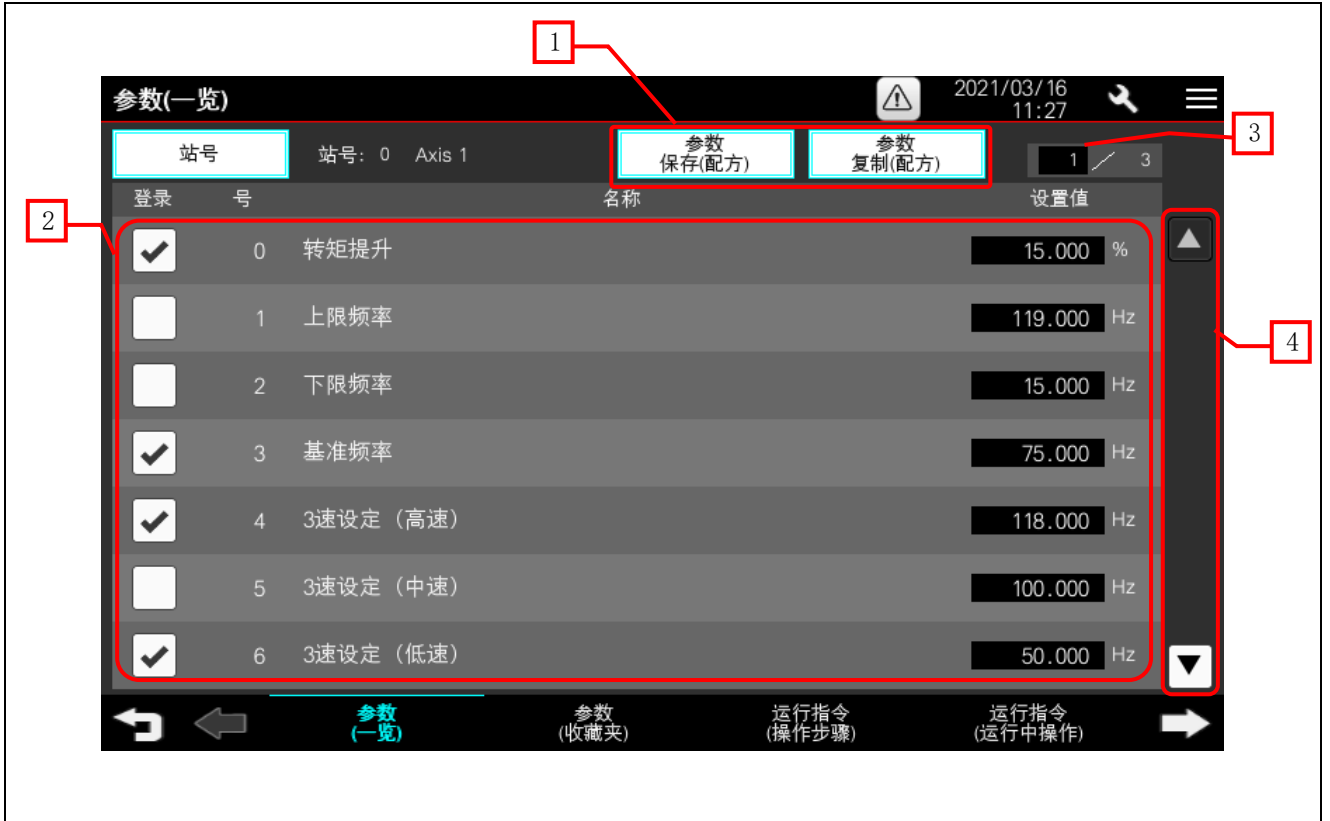 1
参数(一览)
2021/03/16
11:27
3
站号
站号: 0 Axis 1
参数
保存(配方)
参数
复制(配方)
1 / 3
登录 号 名称 设置值
2
0 转矩提升 15.000 %
1 上限频率 119.000 Hz
4
2 下限频率 15.000 Hz
3 基准频率 75.000 Hz
4 3速设定（高速） 118.000 Hz
5 3速设定（中速） 100.000 Hz
6 3速设定（低速） 50.000 Hz
参数
(一览)
参数
(收藏夹)
运行指令
(操作步骤)
运行指令
(运行中操作)